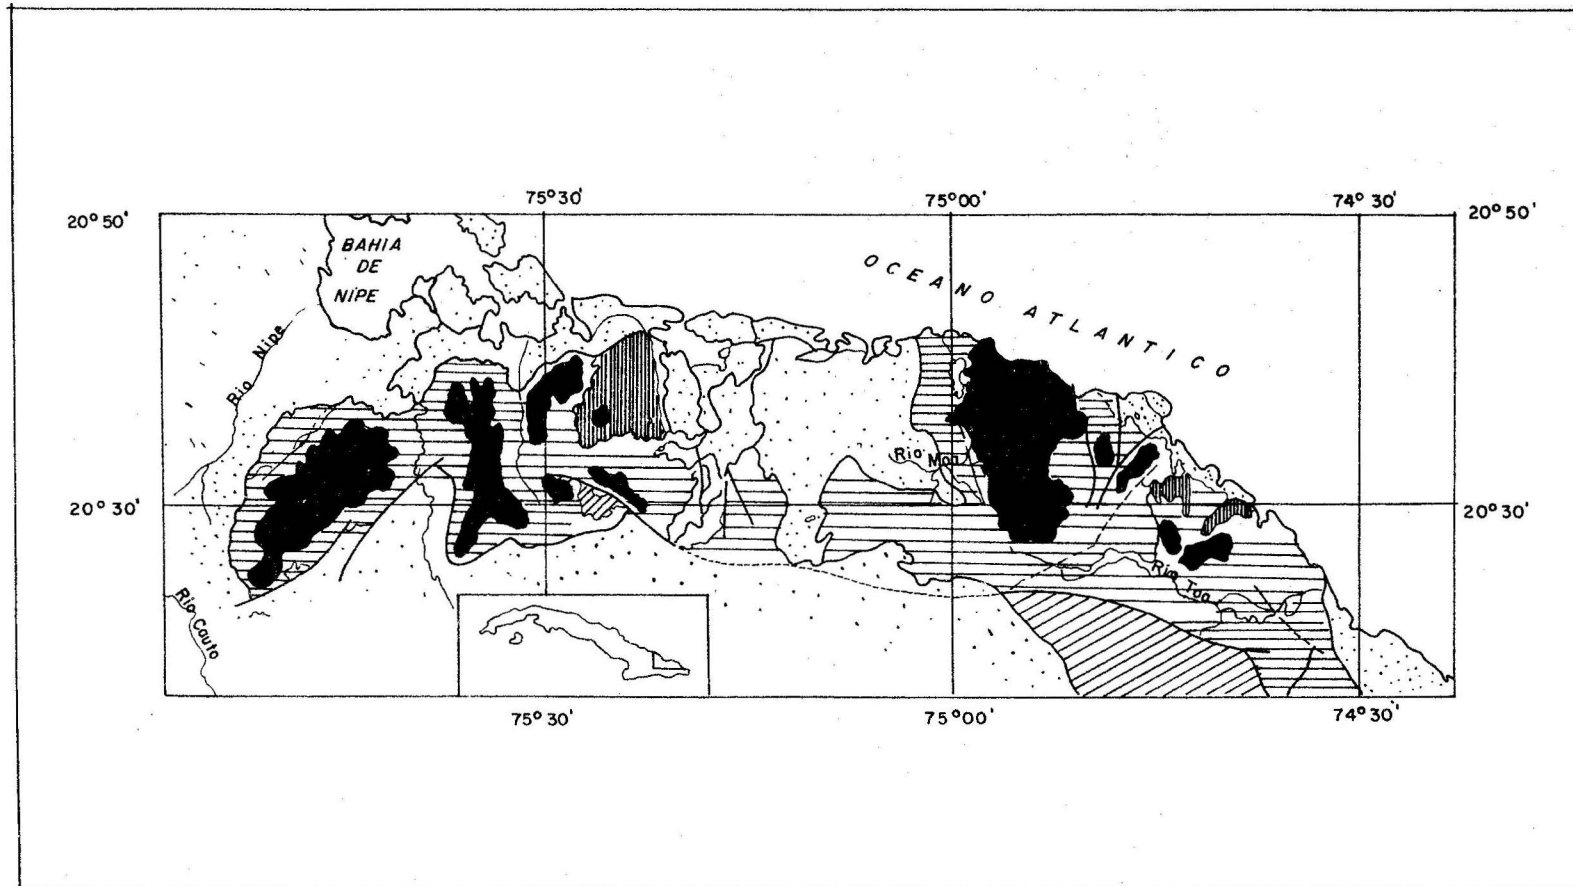 75°30'
75°00'
74°30'
20°50'
20°50'
BAHIA
DE
NIPE
OCEANO ATLANTICO
Rio Nipe
Rio Moa
20°30'
20°30'
Rio Toa
Rio Cauto
75°30'
75°00'
74°30'